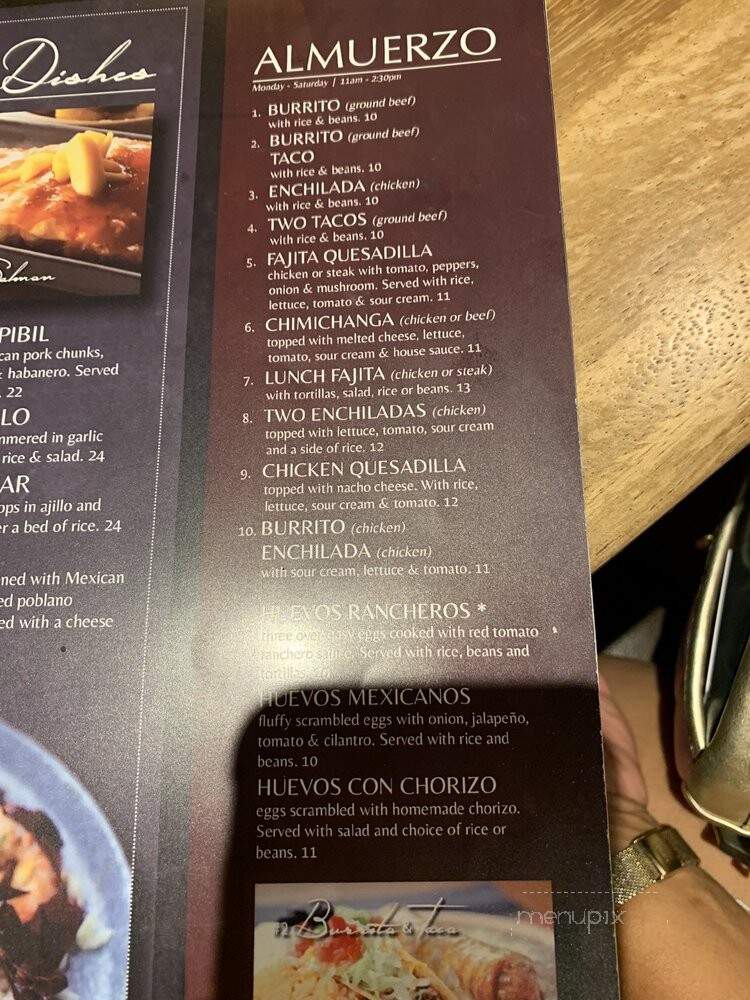 Dishes
Salmon
PIBIL
can pork chunks,
& habanero. Served
. 22
LO
nmered in garlic
rice & salad. 24
AR
ops in ajillo and
er a bed of rice. 24
ned with Mexican
ed poblano
ed with a cheese
ALMUERZO
Monday - Saturday | 11am - 2:30pm
1. BURRITO (ground beef)
with rice & beans. 10
2. BURRITO (ground beef)
TACO
with rice & beans. 10
3. ENCHILADA (chicken)
with rice & beans. 10
4. TWO TACOS (ground beef)
with rice & beans. 10
5. FAJITA QUESADILLA
chicken or steak with tomato, peppers,
onion & mushroom. Served with rice,
lettuce, tomato & sour cream. 11
6. CHIMICHANGA (chicken or beef)
topped with melted cheese, lettuce,
tomato, sour cream & house sauce. 11
7. LUNCH FAJITA (chicken or steak)
with tortillas, salad, rice or beans. 13
8. TWO ENCHILADAS (chicken)
topped with lettuce, tomato, sour cream
and a side of rice. 12
9. CHICKEN QUESADILLA
topped with nacho cheese. With rice,
lettuce, sour cream & tomato. 12
10. BURRITO (chicken)
ENCHILADA (chicken)
with sour cream, lettuce & tomato. 11
HUEVOS RANCHEROS *
three over easy eggs cooked with red tomato
ranchero sauce. Served with rice, beans and
tortillas.
HUEVOS MEXICANOS
fluffy scrambled eggs with onion, jalapeño,
tomato & cilantro. Served with rice and
beans. 10
HUEVOS CON CHORIZO
eggs scrambled with homemade chorizo.
Served with salad and choice of rice or
beans. 11
#2 Burrito & Taco
menupix